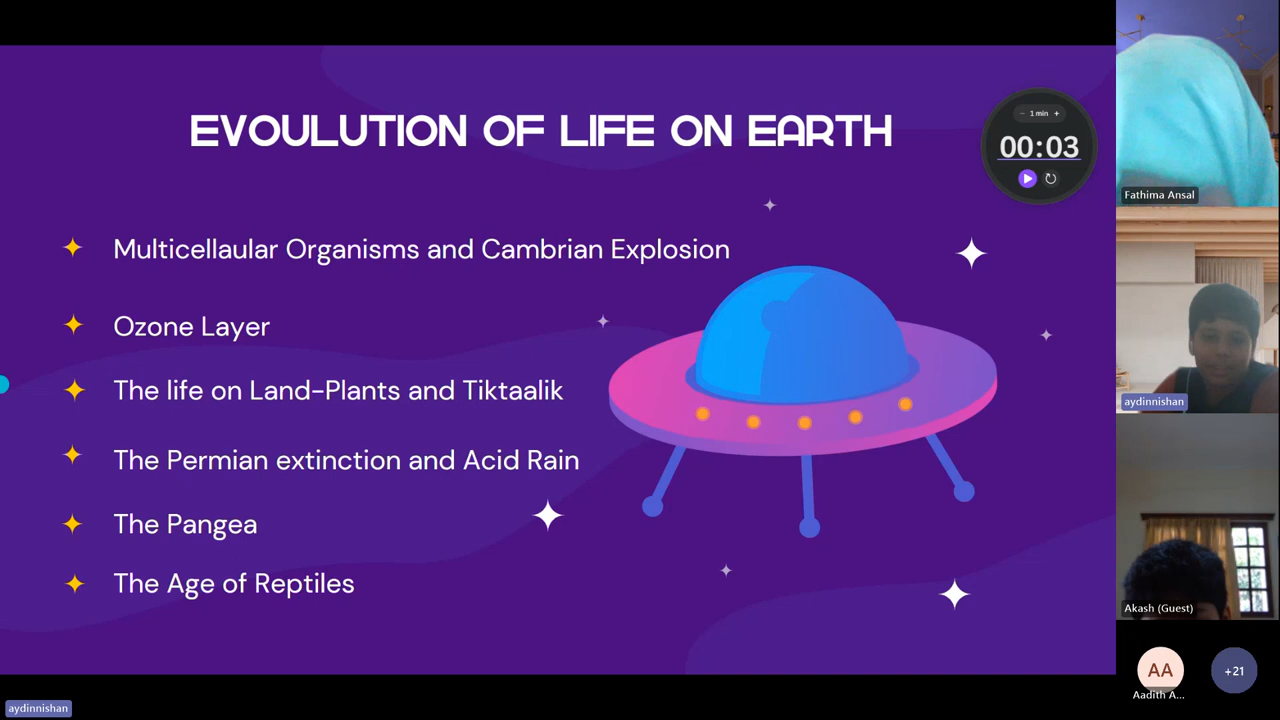 EVOULUTION OF LIFE ON EARTH
− 1 min +
00:03
Multicellaular Organisms and Cambrian Explosion
Ozone Layer
The life on Land-Plants and Tiktaalik
The Permian extinction and Acid Rain
The Pangea
The Age of Reptiles
Fathima Ansal
aydinnishan
Akash (Guest)
AA
Aadith A...
+21
aydinnishan